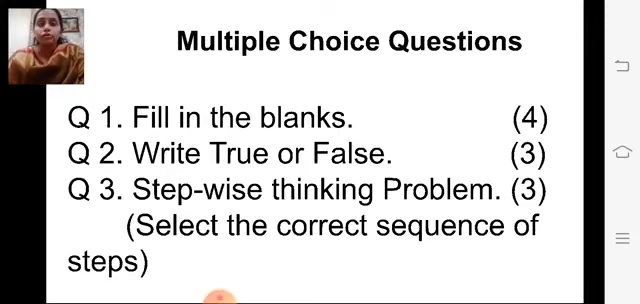 Multiple Choice Questions
Q 1. Fill in the blanks. (4)
Q 2. Write True or False. (3)
Q 3. Step-wise thinking Problem. (3)
(Select the correct sequence of
steps)